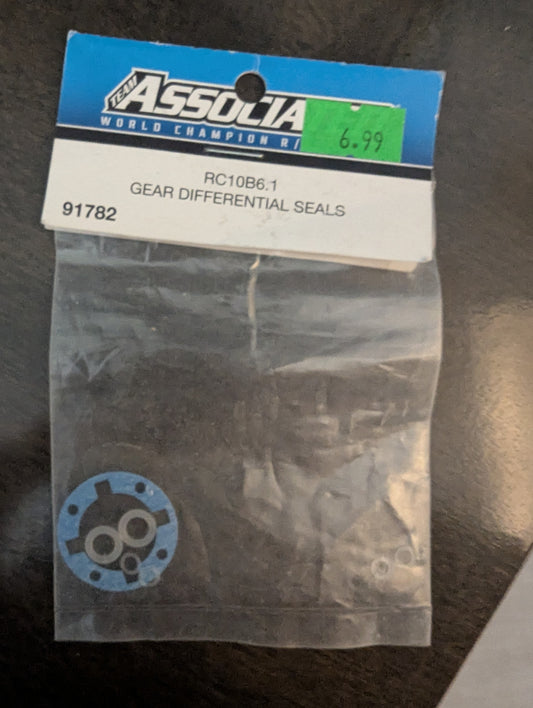 TEAM
ASSOCIA
WORLD CHAMPION R/
6.99
RC10B6.1
GEAR DIFFERENTIAL SEALS
91782